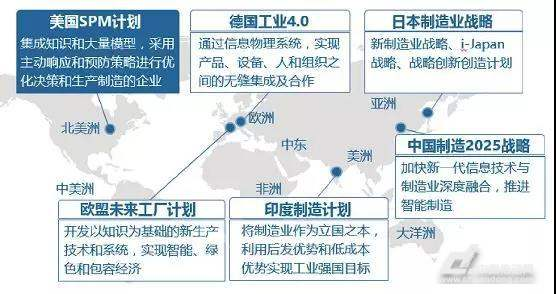 美国SPM计划
集成知识和大量模型，采用
主动响应和预防策略进行优
化决策和生产制造的企业
德国工业4.0
通过信息物理系统，实现
产品、设备、人和组织之
间的无缝集成及合作
日本制造业战略
新制造业战略、i-Japan
战略、战略创新创造计划
北美洲
欧洲
亚洲
中东
美洲
中国制造2025战略
加快新一代信息技术与
制造业深度融合，推进
智能制造
中美洲
非洲
大洋洲
欧盟未来工厂计划
开发以知识为基础的新生产
技术和系统，实现智能、绿
色和包容经济
印度制造计划
将制造业作为立国之本，
利用后发优势和低成本
优势实现工业强国目标